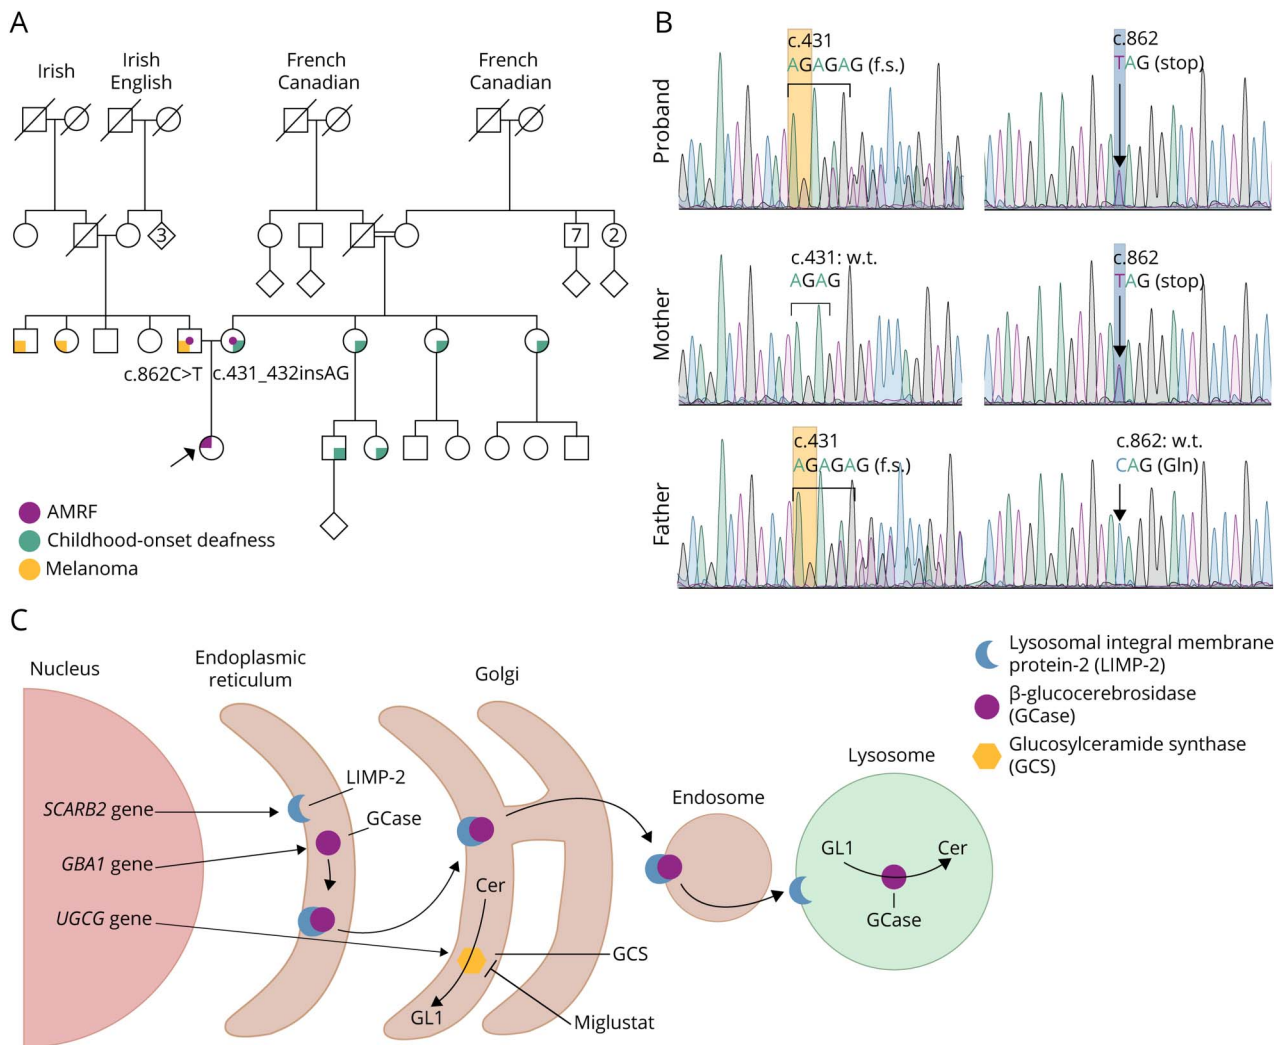 A
Irish
Irish
English
French
Canadian
French
Canadian
3
7
2
c.862C>T
c.431_432insAG
AMRF
Childhood-onset deafness
Melanoma
B
Proband
c.431
AGAGAG (f.s.)
c.862
TAG (stop)
Mother
c.431: w.t.
AGAG
c.862
TAG (stop)
Father
c.431
AGAGAG (f.s.)
c.862: w.t.
CAG (Gln)
C
Nucleus
Endoplasmic
reticulum
Golgi
Lysosomal integral membrane
protein-2 (LIMP-2)
β-glucocerebrosidase
(GCase)
Glucosylceramide synthase
(GCS)
Lysosome
Endosome
LIMP-2
GCase
SCARB2 gene
GBA1 gene
UGCG gene
Cer
GL1
GCS
Miglustat
GL1
Cer
GCase